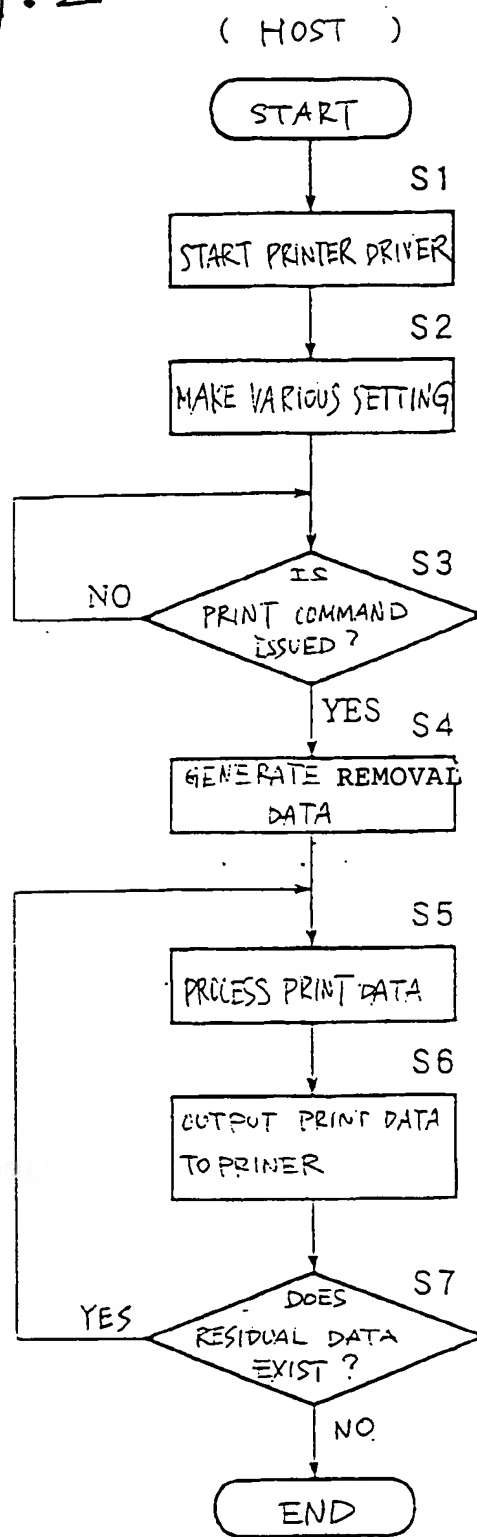 ( HOST )
START
S1
START PRINTER DRIVER
S2
MAKE VARIOUS SETTING
S3
IS
PRINT COMMAND
ISSUED?
NO
YES
S4
GENERATE REMOVAL
DATA
S5
PROCESS PRINT DATA
S6
OUTPUT PRINT DATA
TO PRINER
S7
DOES
RESIDUAL DATA
EXIST?
YES
NO
END